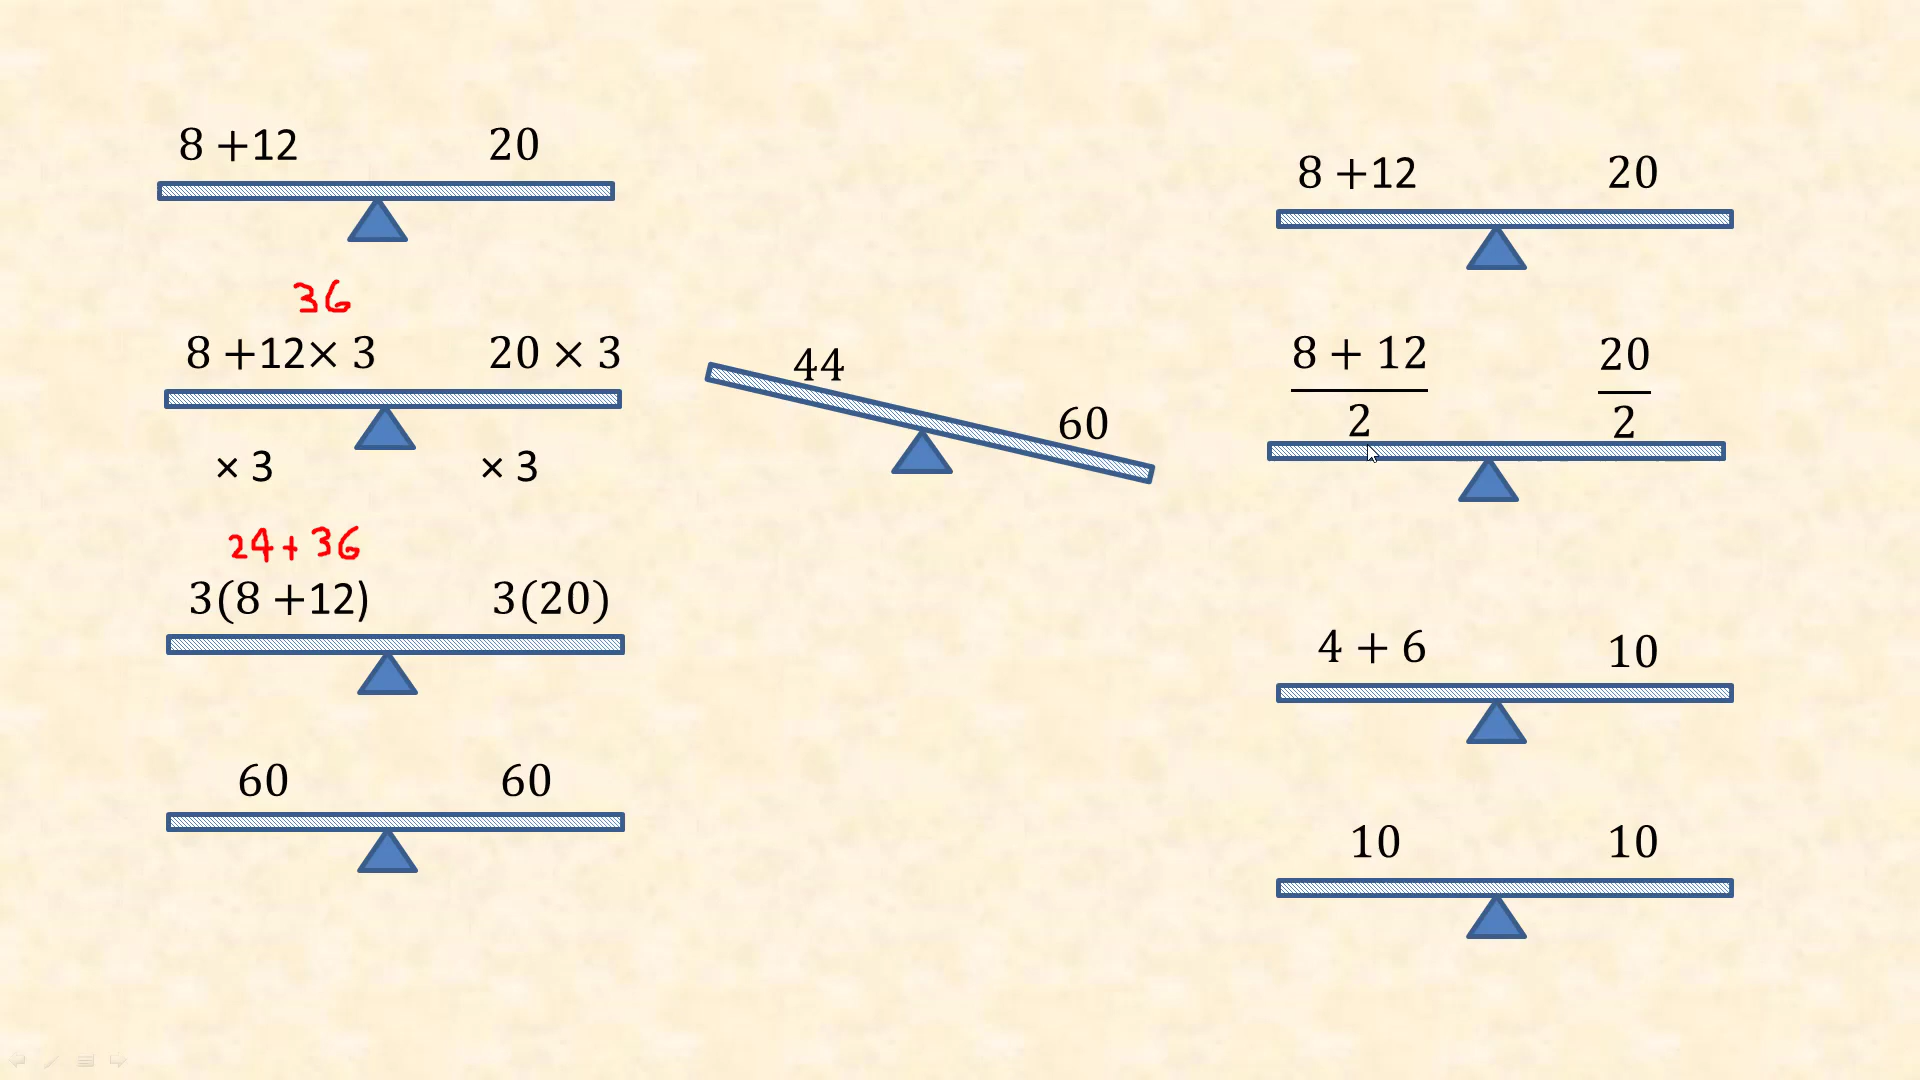 8 +12 20
36
8 +12× 3 20 × 3
× 3 × 3
24 + 36
3(8 +12) 3(20)
60 60
44
60
8 +12 20
8 + 12 20
2 2
4 + 6 10
10 10